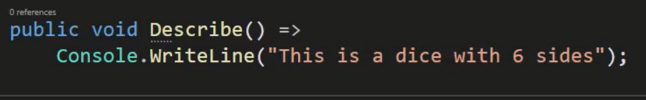 0 references
public void Describe() =>
Console.WriteLine("This is a dice with 6 sides");